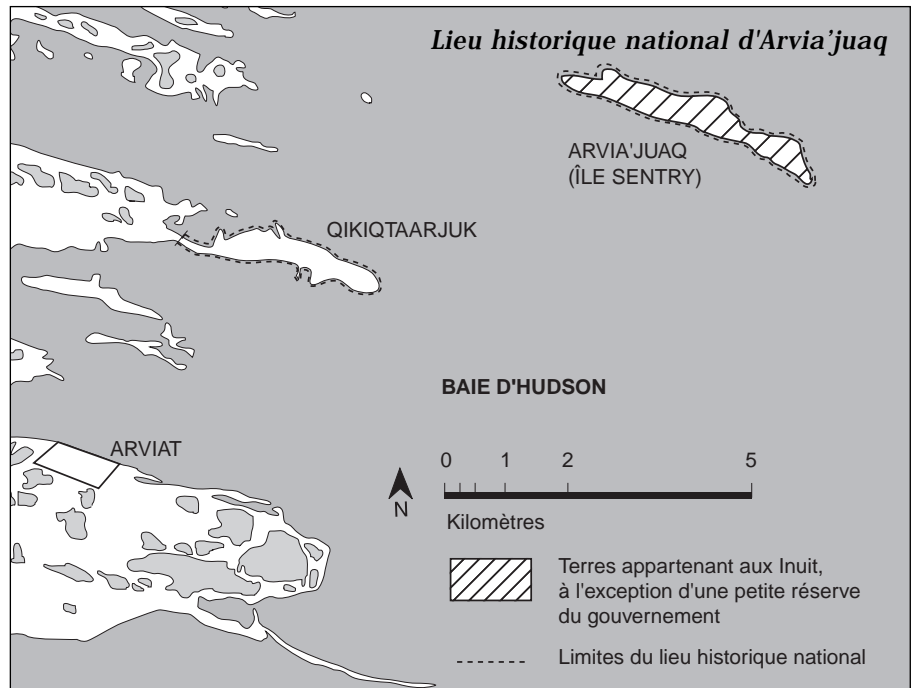 Lieu historique national d'Arvia'juaq
ARVIA'JUAQ
(ÎLE SENTRY)
QIKIQTAARJUK
BAIE D'HUDSON
ARVIAT
0 1 2 5
N
Kilomètres
Terres appartenant aux Inuit,
à l'exception d'une petite réserve
du gouvernement
Limites du lieu historique national